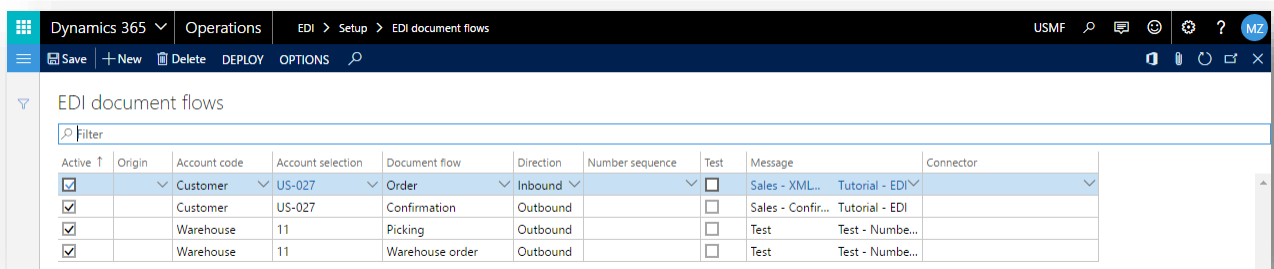 Dynamics 365 Operations EDI > Setup > EDI document flows USMF ? MZ
Save + New Delete DEPLOY OPTIONS
EDI document flows
Filter
Active ↑ Origin Account code Account selection Document flow Direction Number sequence Test Message Connector
Customer US-027 Order Inbound Sales - XML... Tutorial - EDI
Customer US-027 Confirmation Outbound Sales - Confir... Tutorial - EDI
Warehouse 11 Picking Outbound Test Test - Numbe...
Warehouse 11 Warehouse order Outbound Test Test - Numbe...